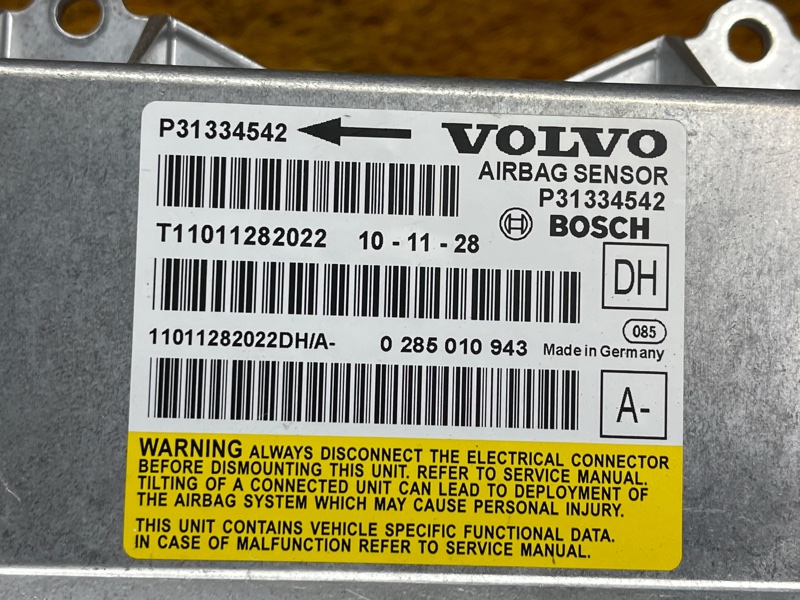 P31334542
VOLVO
AIRBAG SENSOR
P31334542
BOSCH
T11011282022 10 - 11 - 28
DH
085
11011282022DH/A- 0 285 010 943 Made in Germany
A-
WARNING ALWAYS DISCONNECT THE ELECTRICAL CONNECTOR
BEFORE DISMOUNTING THIS UNIT. REFER TO SERVICE MANUAL.
TILTING OF A CONNECTED UNIT CAN LEAD TO DEPLOYMENT OF
THE AIRBAG SYSTEM WHICH MAY CAUSE PERSONAL INJURY.
THIS UNIT CONTAINS VEHICLE SPECIFIC FUNCTIONAL DATA.
IN CASE OF MALFUNCTION REFER TO SERVICE MANUAL.